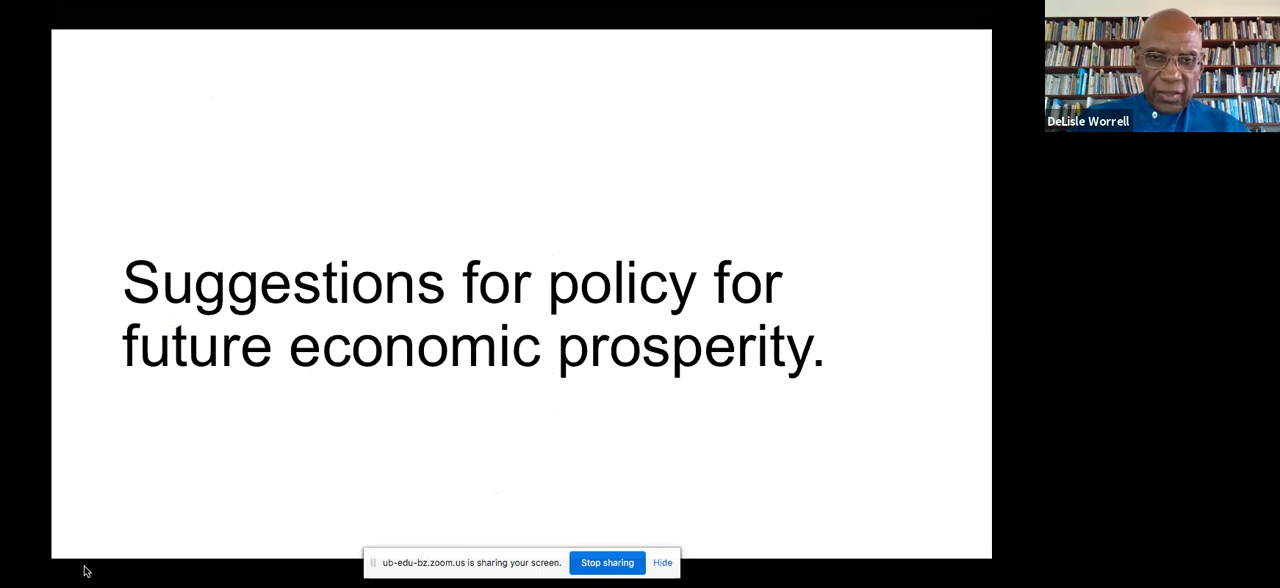 Suggestions for policy for
future economic prosperity.
DeLisle Worrell
ub-edu-bz.zoom.us is sharing your screen.
Stop sharing
Hide